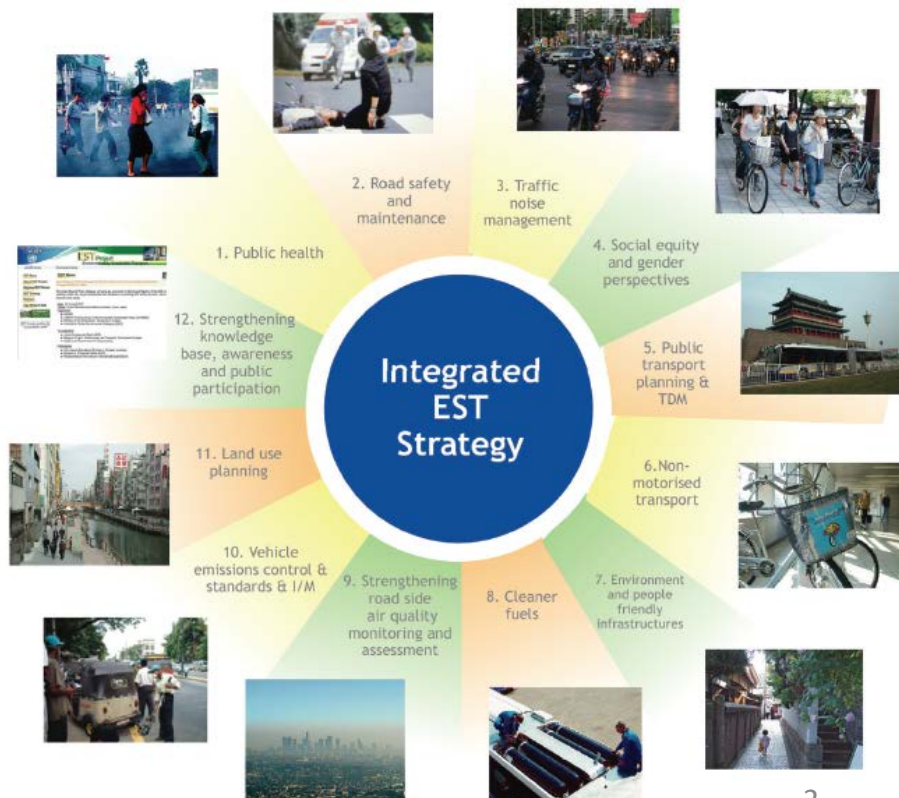 Integrated
EST
Strategy
1. Public health
2. Road safety
and
maintenance
3. Traffic
noise
management
4. Social equity
and gender
perspectives
5. Public
transport
planning &
TDM
6.Non-
motorised
transport
7. Environment
and people
friendly
infrastructures
8. Cleaner
fuels
9. Strengthening
road side
air quality
monitoring and
assessment
10. Vehicle
emissions control &
standards & I/M
11. Land use
planning
12. Strengthening
knowledge
base, awareness
and public
participation
EST Project
EST News